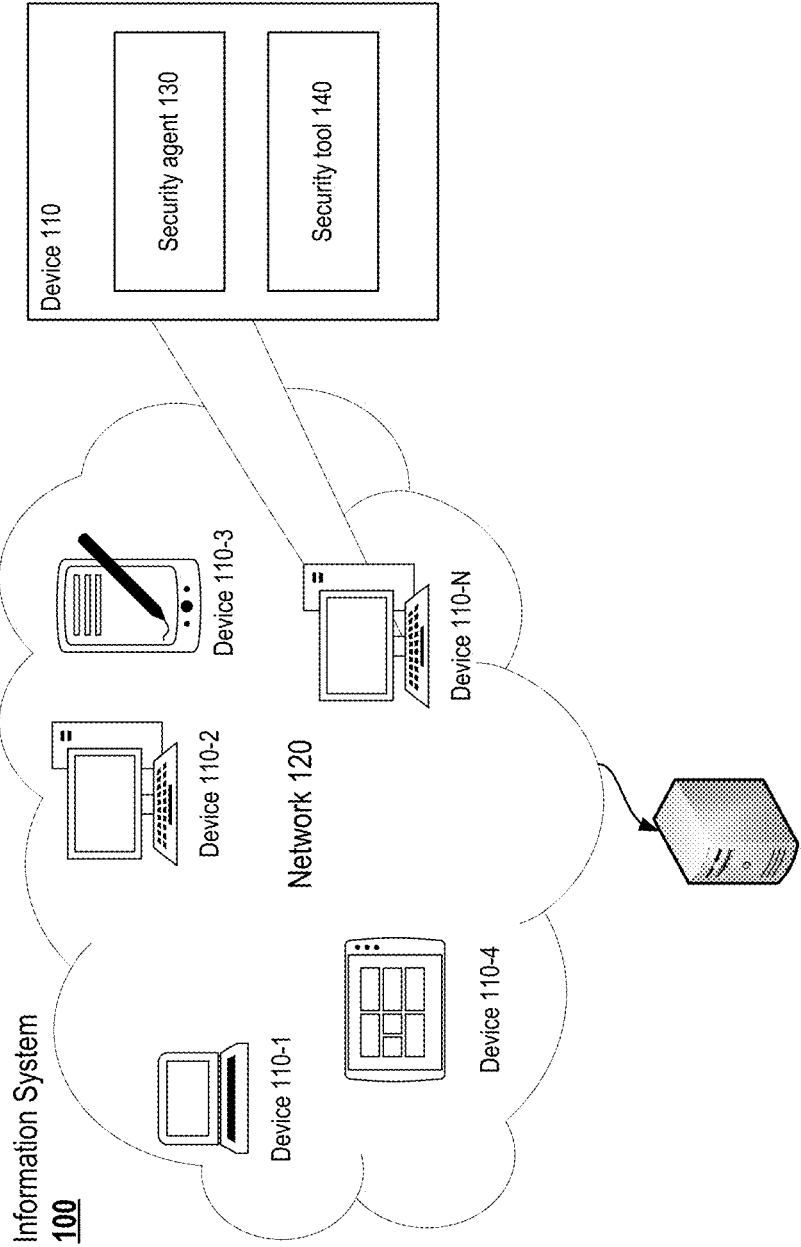 Information System
100
Device 110-1
Device 110-2
Device 110-3
Device 110-4
Network 120
Device 110-N
Device 110
Security agent 130
Security tool 140